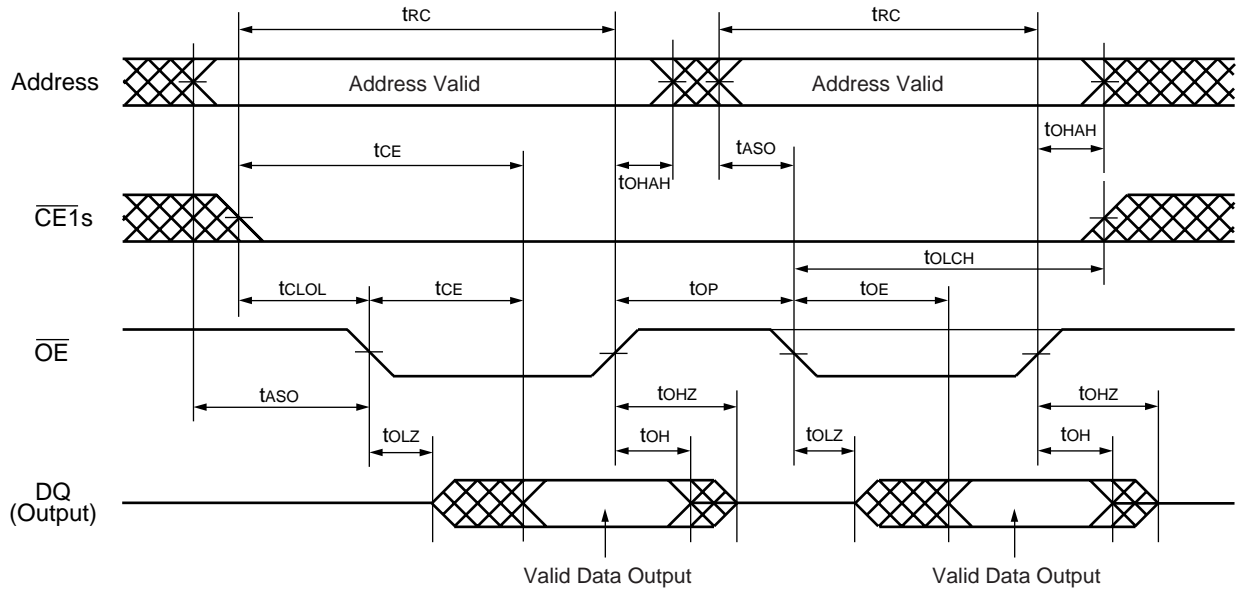 tRC tRC
Address Address Valid Address Valid
tOHAH
tCE tOHAH tASO
CE1s
tOLCH
tCLOL tCE tOP tOE
OE
tASO tOHZ tOHZ
tOLZ tOH tOLZ tOH
DQ
(Output)
Valid Data Output Valid Data Output